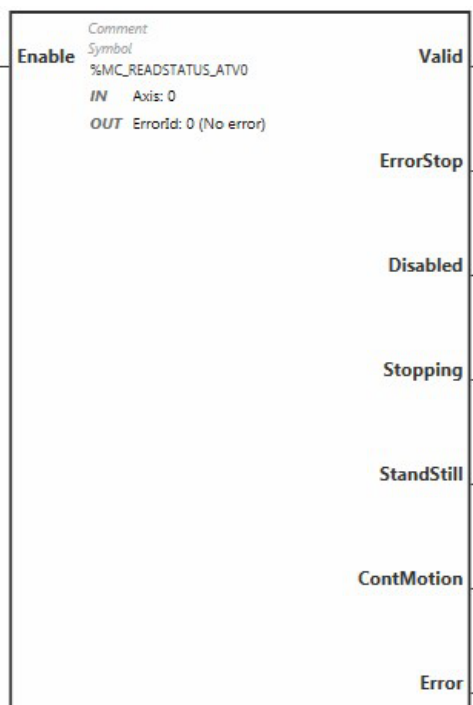 Comment
Enable Symbol Valid
%MC_READSTATUS_ATV0
IN Axis: 0
OUT ErrorId: 0 (No error)
ErrorStop
Disabled
Stopping
StandStill
ContMotion
Error